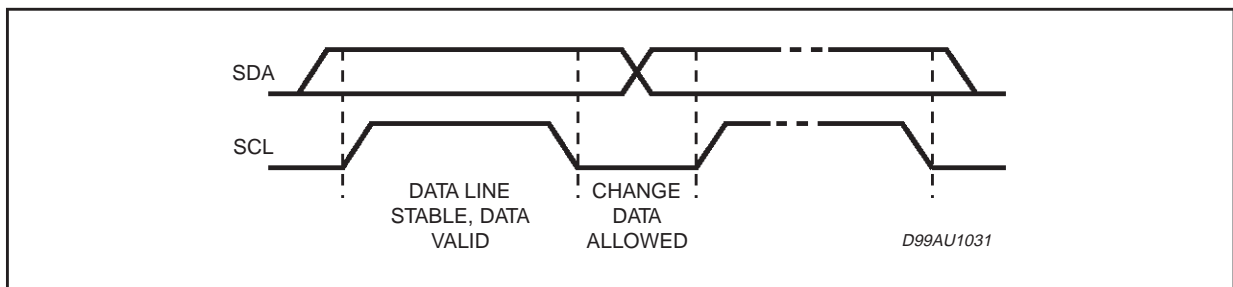 SDA
SCL
DATA LINE
STABLE, DATA
VALID
CHANGE
DATA
ALLOWED
D99AU1031